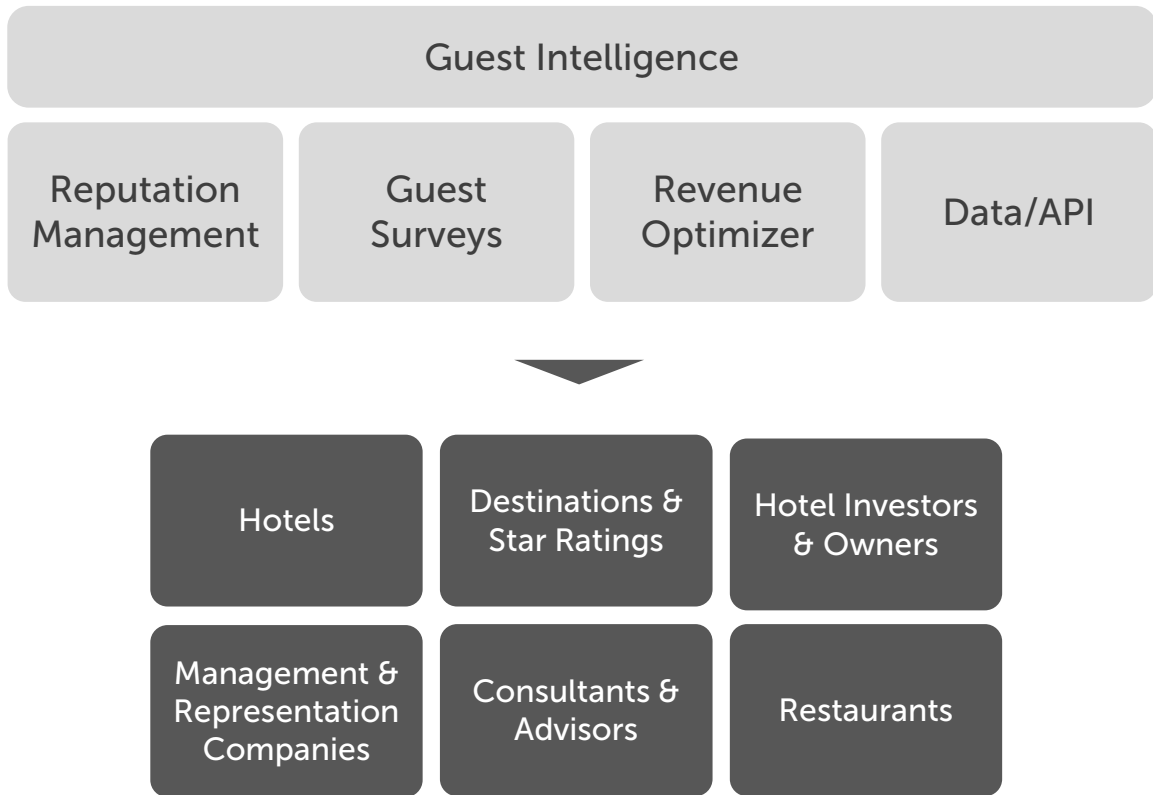 Guest Intelligence
Reputation
Management
Guest
Surveys
Revenue
Optimizer
Data/API
Hotels
Destinations &
Star Ratings
Hotel Investors
& Owners
Management &
Representation
Companies
Consultants &
Advisors
Restaurants